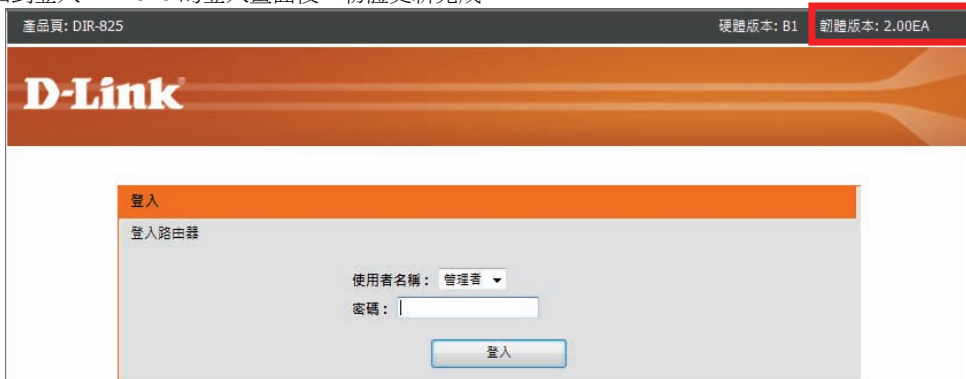 產品頁: DIR-825 硬體版本: B1 韌體版本: 2.00EA
D-Link
登入
登入路由器
使用者名稱： 管理者
密碼：
登入